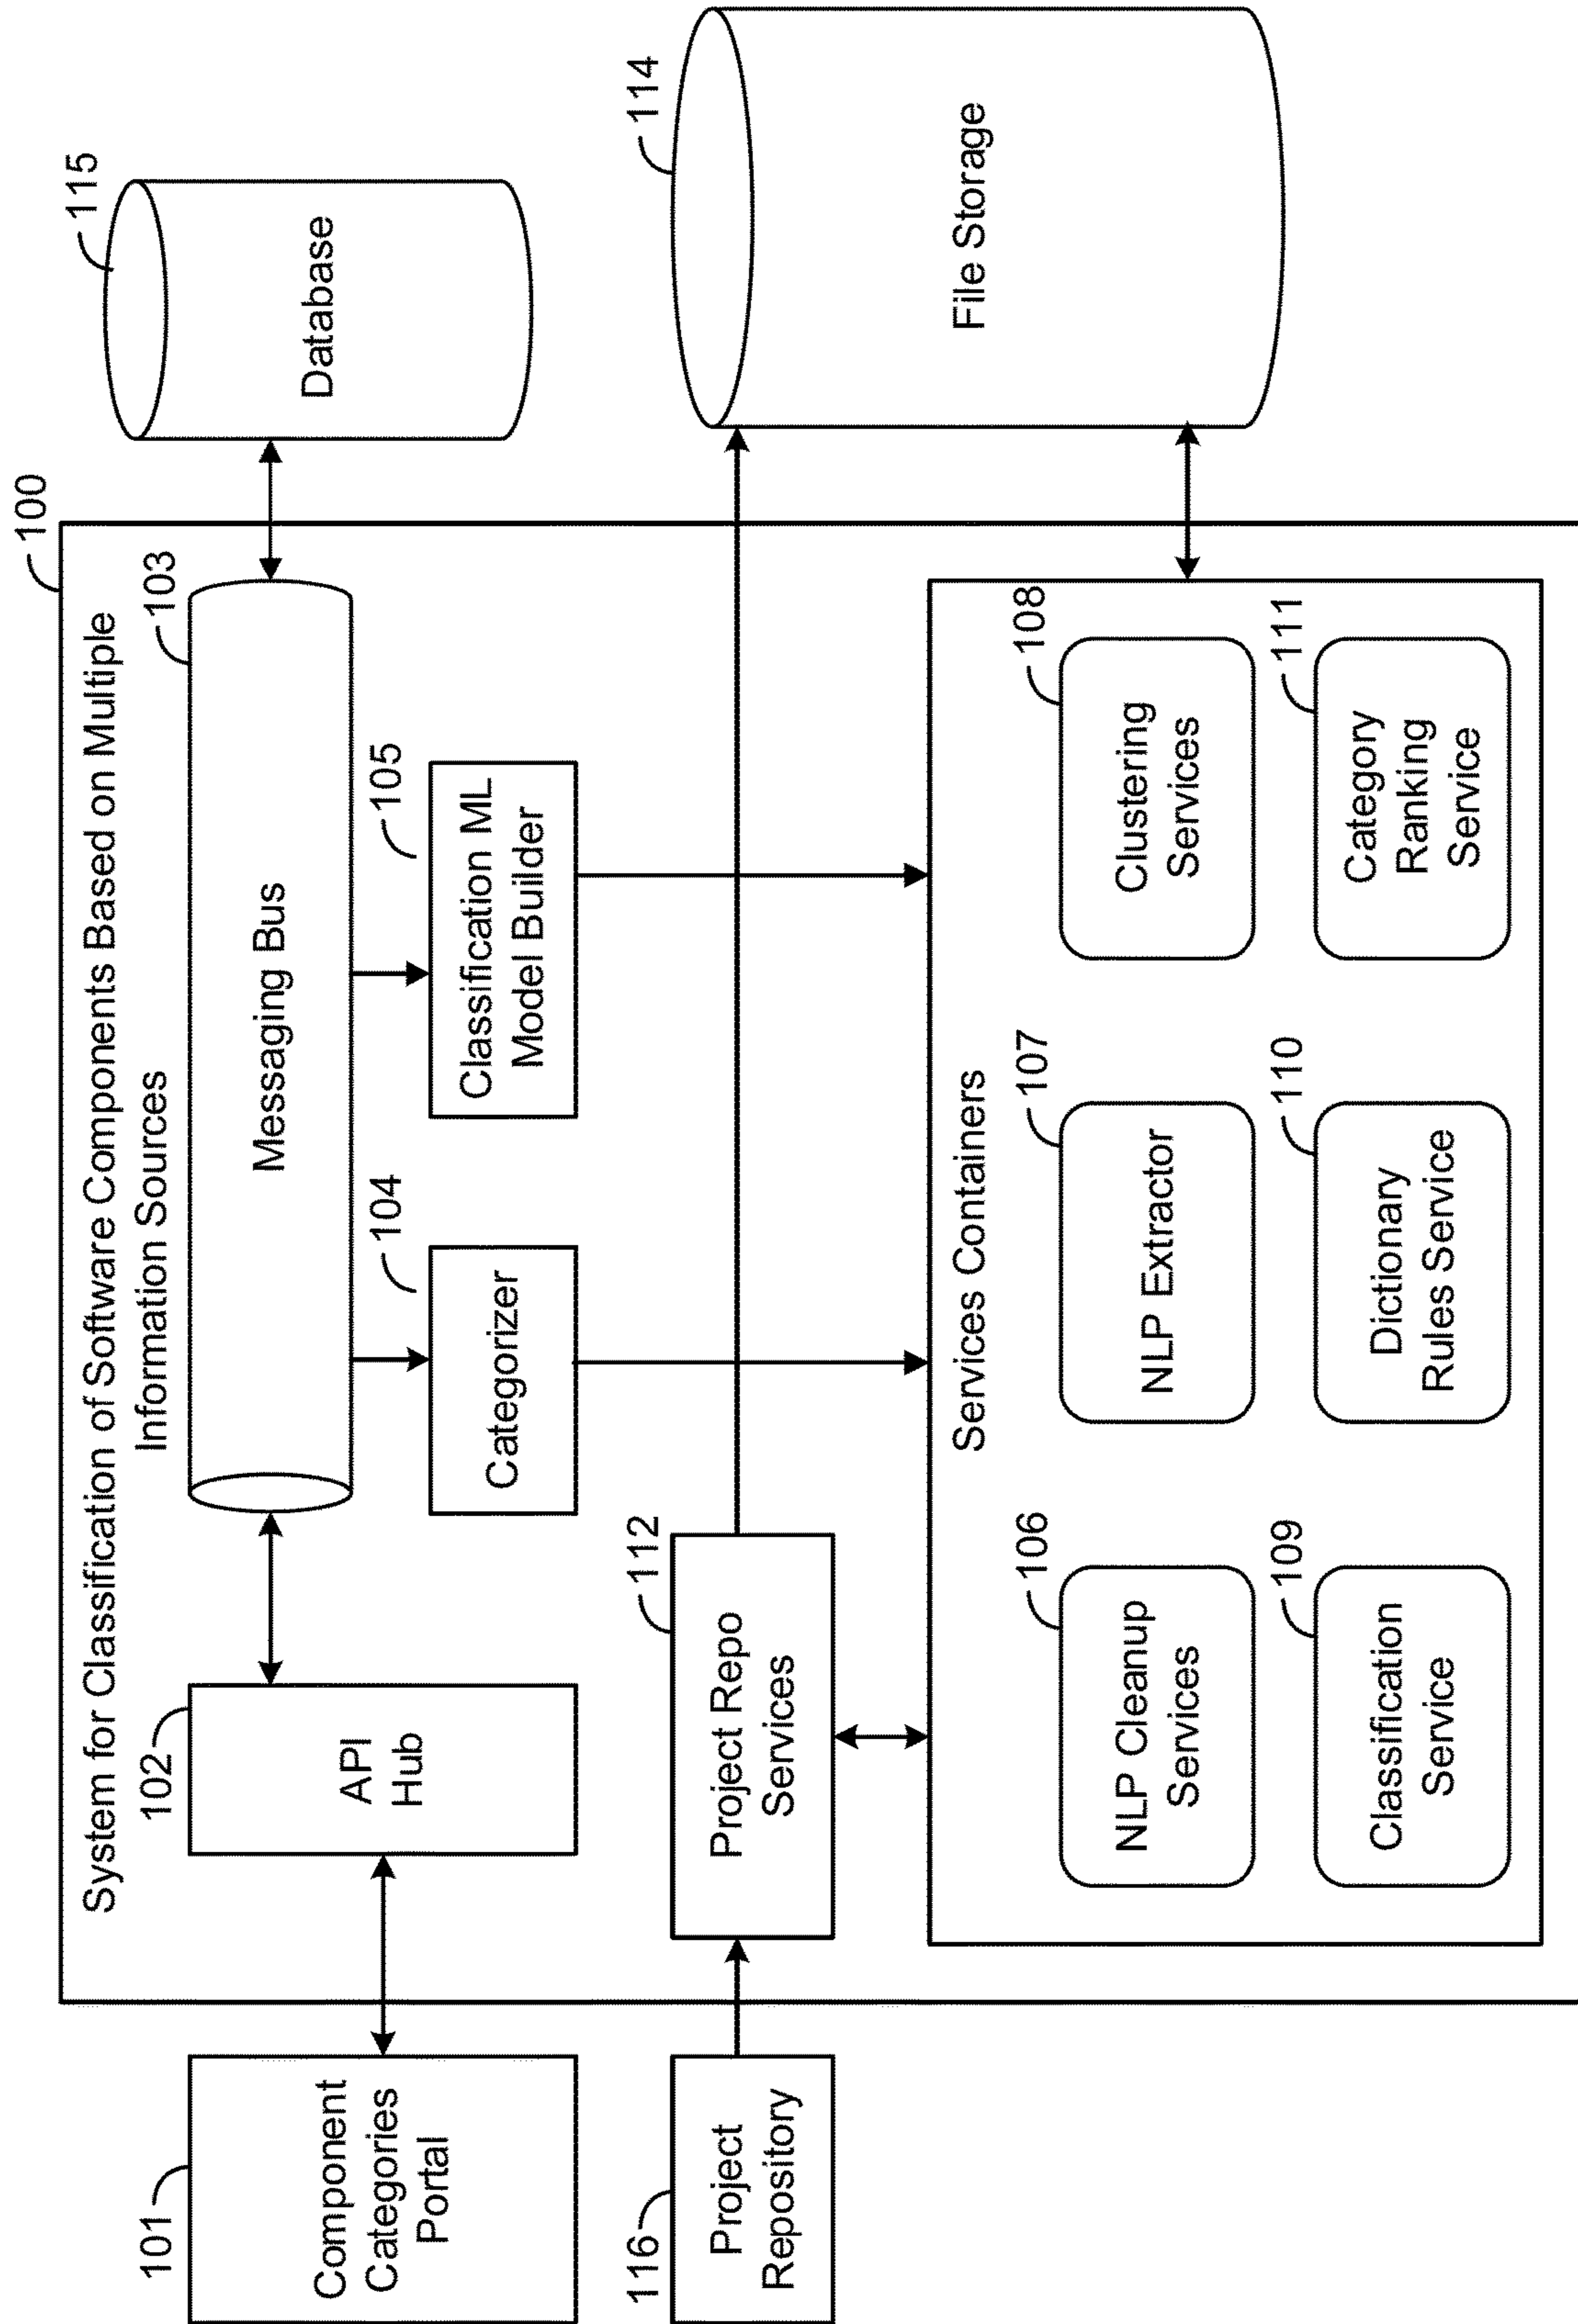 100
System for Classification of Software Components Based on Multiple
Information Sources
101
Component
Categories
Portal
102
API
Hub
103
Messaging Bus
115
Database
104
Categorizer
105
Classification ML
Model Builder
116
Project
Repository
112
Project Repo
Services
114
File Storage
Services Containers
106
NLP Cleanup
Services
107
NLP Extractor
108
Clustering
Services
109
Classification
Service
110
Dictionary
Rules Service
111
Category
Ranking
Service